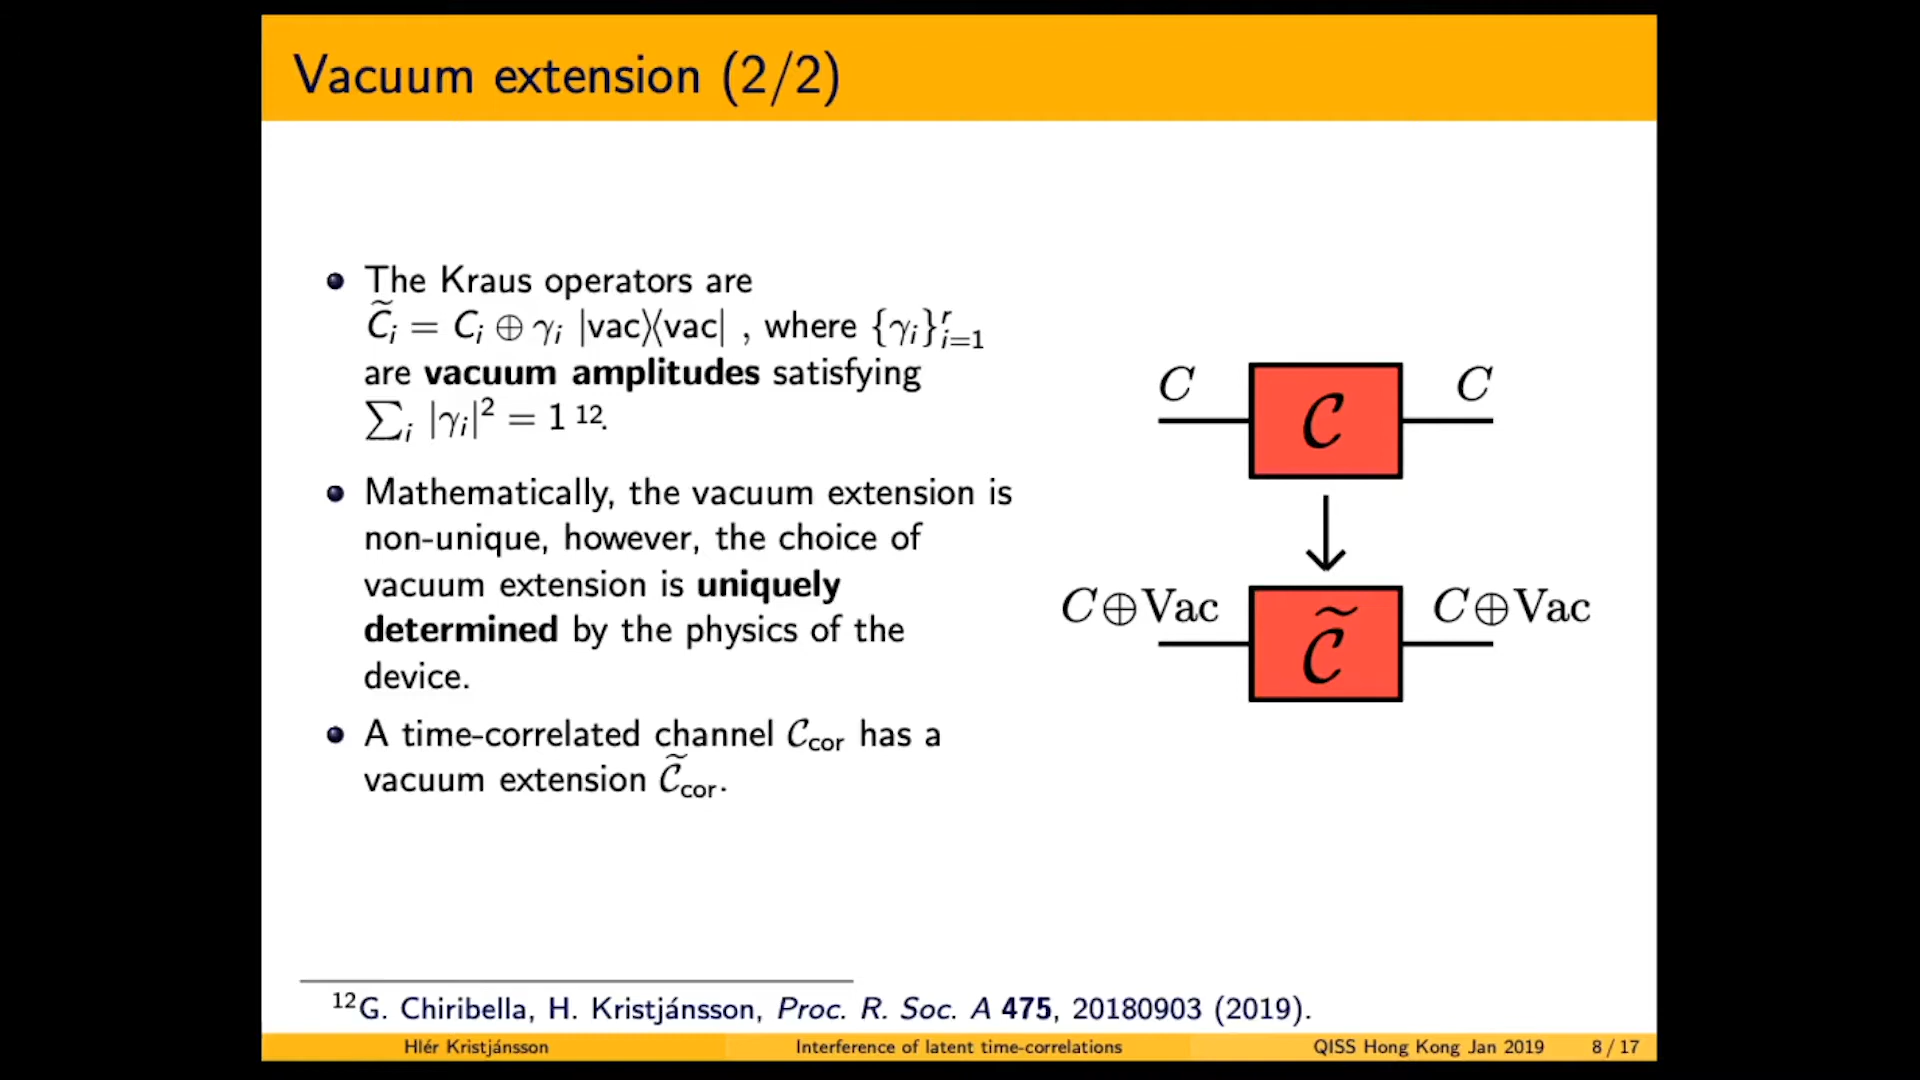 Vacuum extension (2/2)
• The Kraus operators are
C̃ᵢ = Cᵢ ⊕ γᵢ |vac⟩⟨vac| , where {γᵢ}ʳᵢ₌₁
are vacuum amplitudes satisfying
∑ᵢ |γᵢ|² = 1 ¹².
• Mathematically, the vacuum extension is
non-unique, however, the choice of
vacuum extension is uniquely
determined by the physics of the
device.
• A time-correlated channel 𝒞cor has a
vacuum extension 𝒞̃cor.
C 𝒞 C
C⊕Vac 𝒞̃ C⊕Vac
¹²G. Chiribella, H. Kristjánsson, Proc. R. Soc. A 475, 20180903 (2019).
Hlér Kristjánsson Interference of latent time-correlations QISS Hong Kong Jan 2019 8 / 17